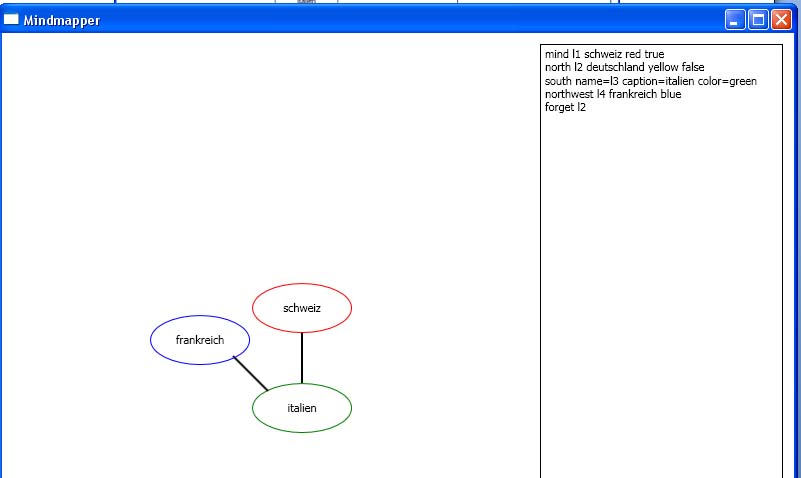 Mindmapper
mind l1 schweiz red true
north l2 deutschland yellow false
south name=l3 caption=italien color=green
northwest l4 frankreich blue
forget l2
schweiz
frankreich
italien